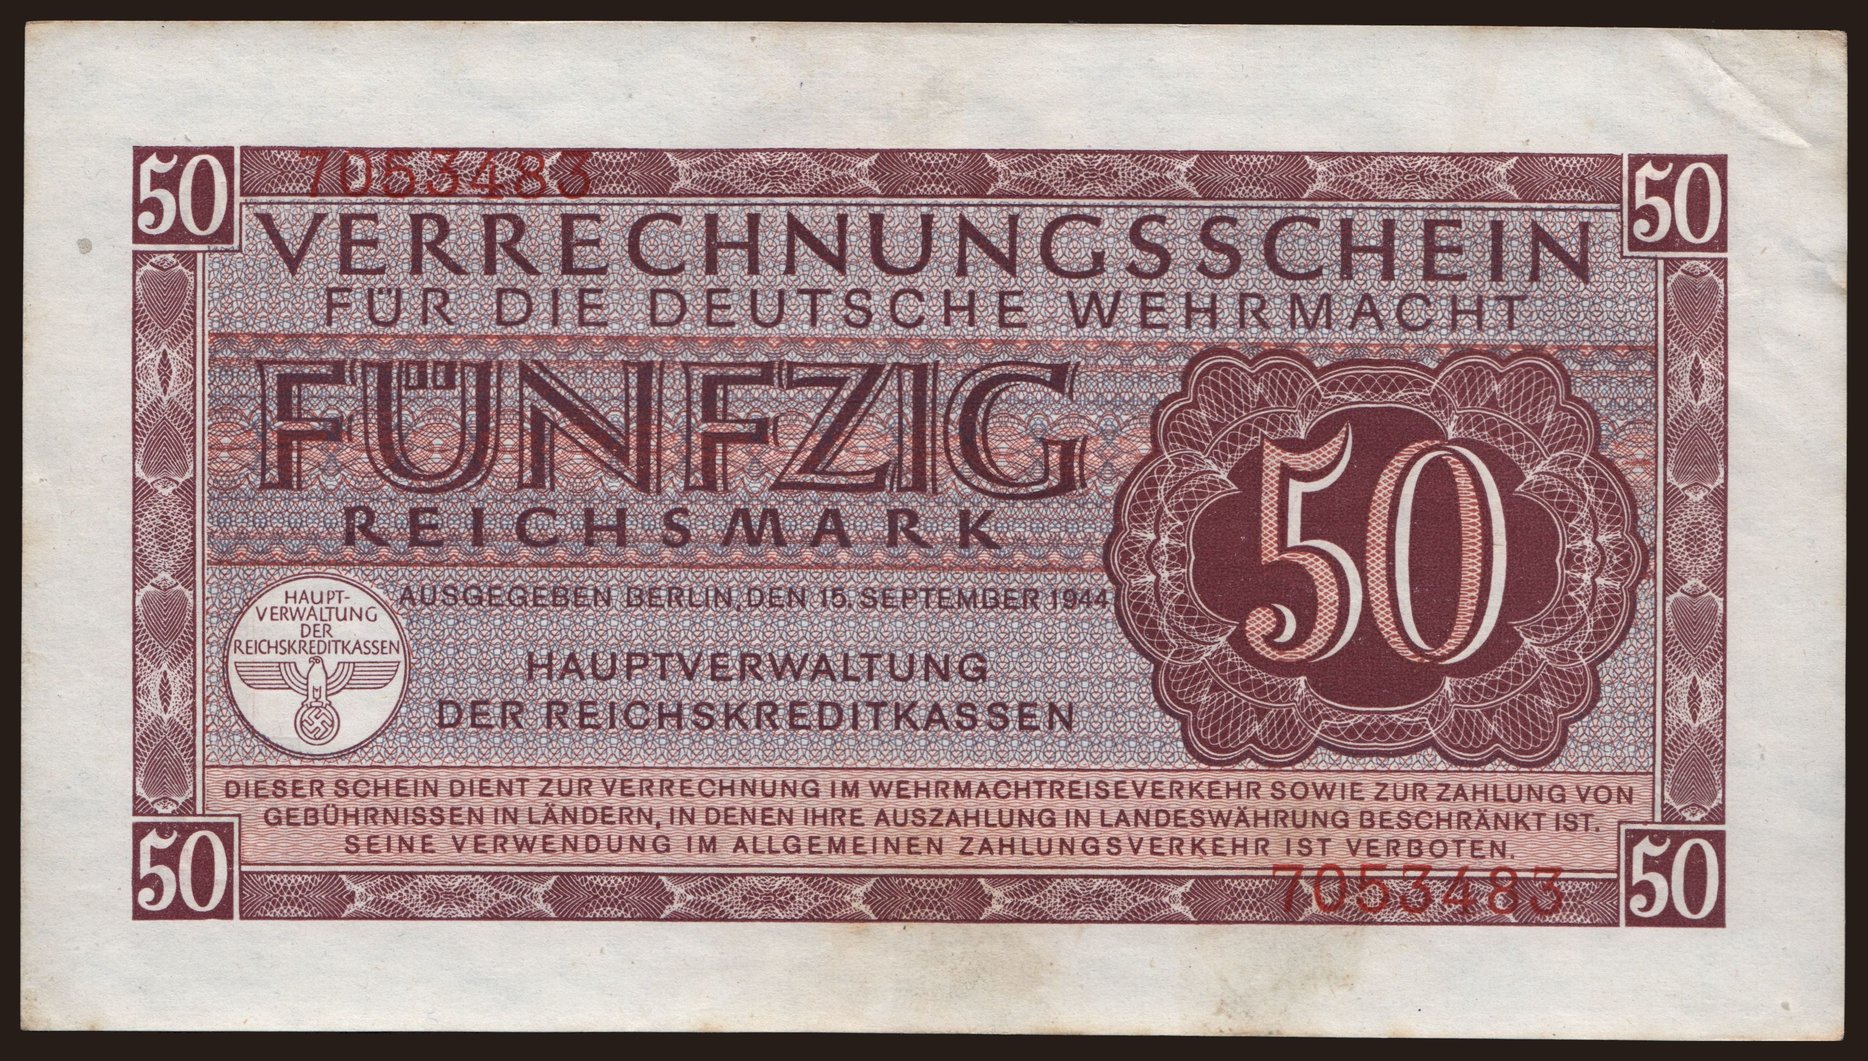 50
7053483
50
VERRECHNUNGSSCHEIN
FÜR DIE DEUTSCHE WEHRMACHT
FÜNFZIG
REICHSMARK
50
HAUPT-
VERWALTUNG
DER
REICHSKREDITKASSEN
AUSGEGEBEN BERLIN, DEN 15. SEPTEMBER 1944
HAUPTVERWALTUNG
DER REICHSKREDITKASSEN
DIESER SCHEIN DIENT ZUR VERRECHNUNG IM WEHRMACHTREISEVERKEHR SOWIE ZUR ZAHLUNG VON
GEBÜHRNISSEN IN LÄNDERN, IN DENEN IHRE AUSZAHLUNG IN LANDESWÄHRUNG BESCHRÄNKT IST.
SEINE VERWENDUNG IM ALLGEMEINEN ZAHLUNGSVERKEHR IST VERBOTEN.
50
7053483
50